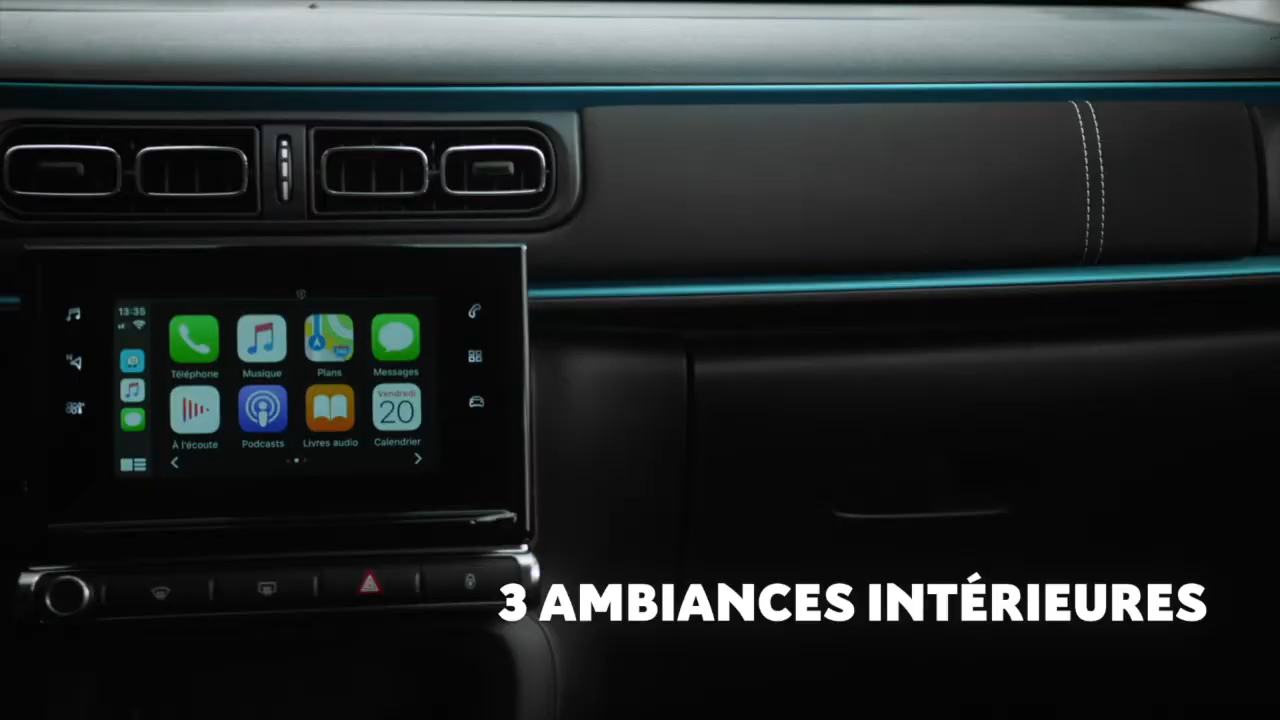 13:35
Téléphone
Musique
Plans
Messages
Vendredi
20
À l'écoute
Podcasts
Livres audio
Calendrier
3 AMBIANCES INTÉRIEURES